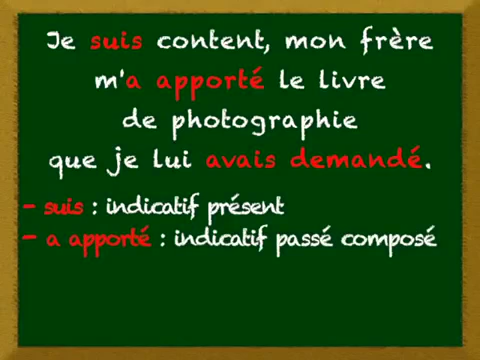 Je suis content, mon frère
m'a apporté le livre
de photographie
que je lui avais demandé.
- suis : indicatif présent
- a apporté : indicatif passé composé